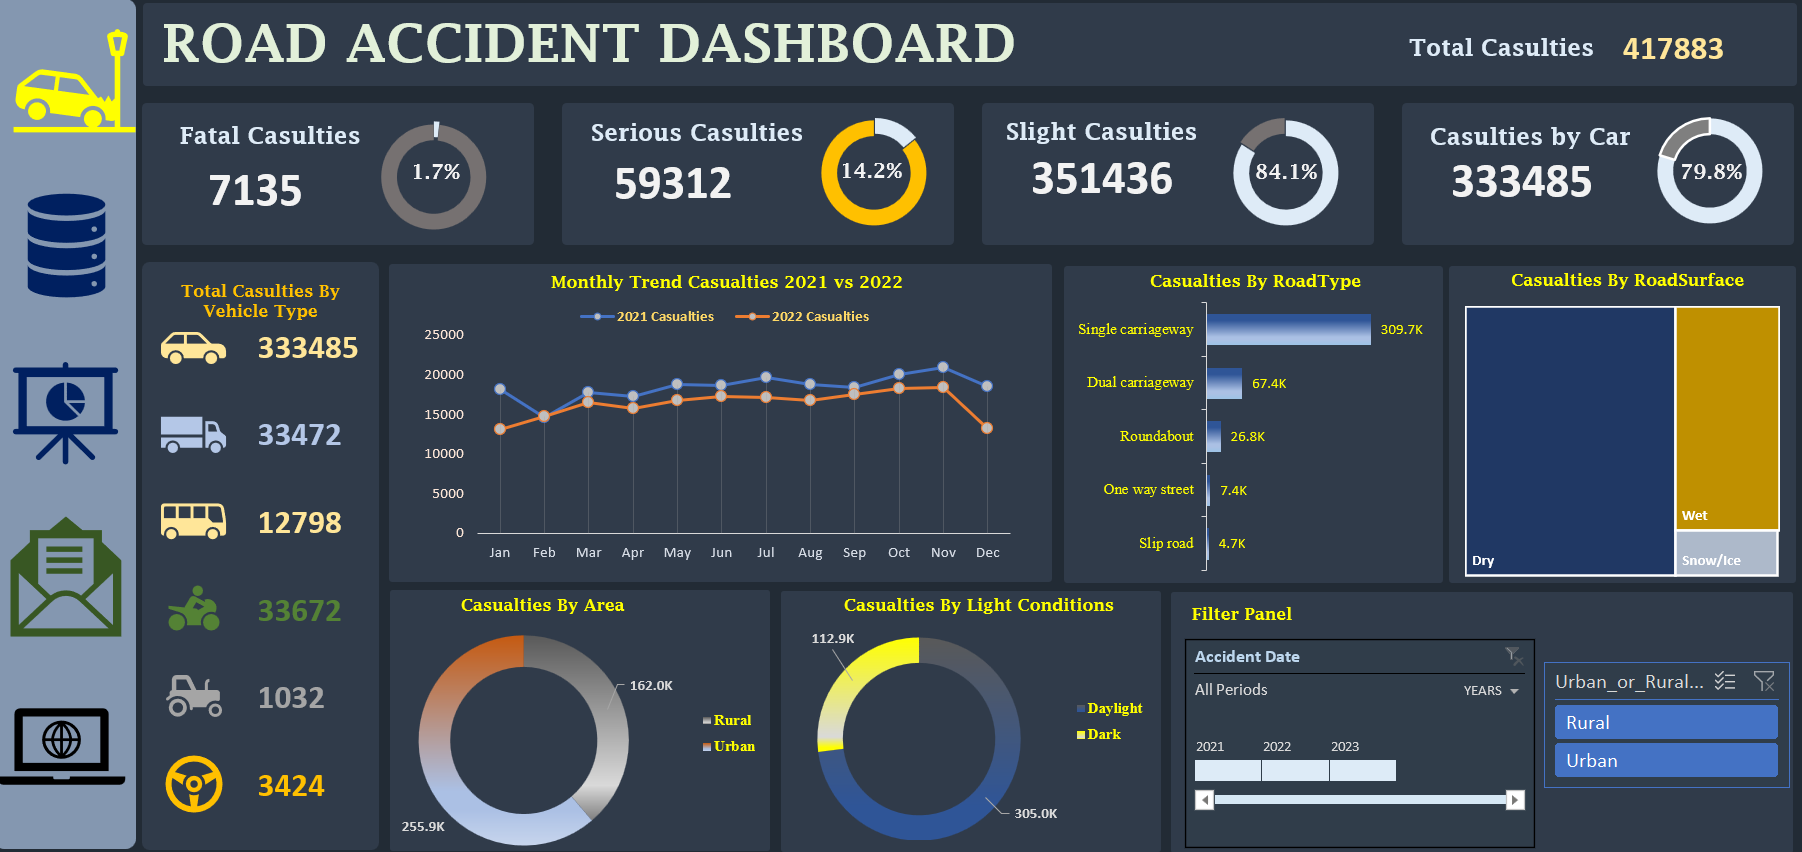 ROAD ACCIDENT DASHBOARD
Total Casulties 417883
Fatal Casulties
7135
1.7%
Serious Casulties
59312
14.2%
Slight Casulties
351436
84.1%
Casulties by Car
333485
79.8%
Total Casulties By
Vehicle Type
333485
33472
12798
33672
1032
3424
Monthly Trend Casualties 2021 vs 2022
2021 Casualties 2022 Casualties
25000
20000
15000
10000
5000
0
Jan Feb Mar Apr May Jun Jul Aug Sep Oct Nov Dec
Casualties By RoadType
Single carriageway 309.7K
Dual carriageway 67.4K
Roundabout 26.8K
One way street 7.4K
Slip road 4.7K
Casualties By RoadSurface
Dry
Wet
Snow/Ice
Casualties By Area
162.0K
Rural
Urban
255.9K
Casualties By Light Conditions
112.9K
Daylight
Dark
305.0K
Filter Panel
Accident Date
All Periods YEARS
2021 2022 2023
Urban_or_Rural...
Rural
Urban